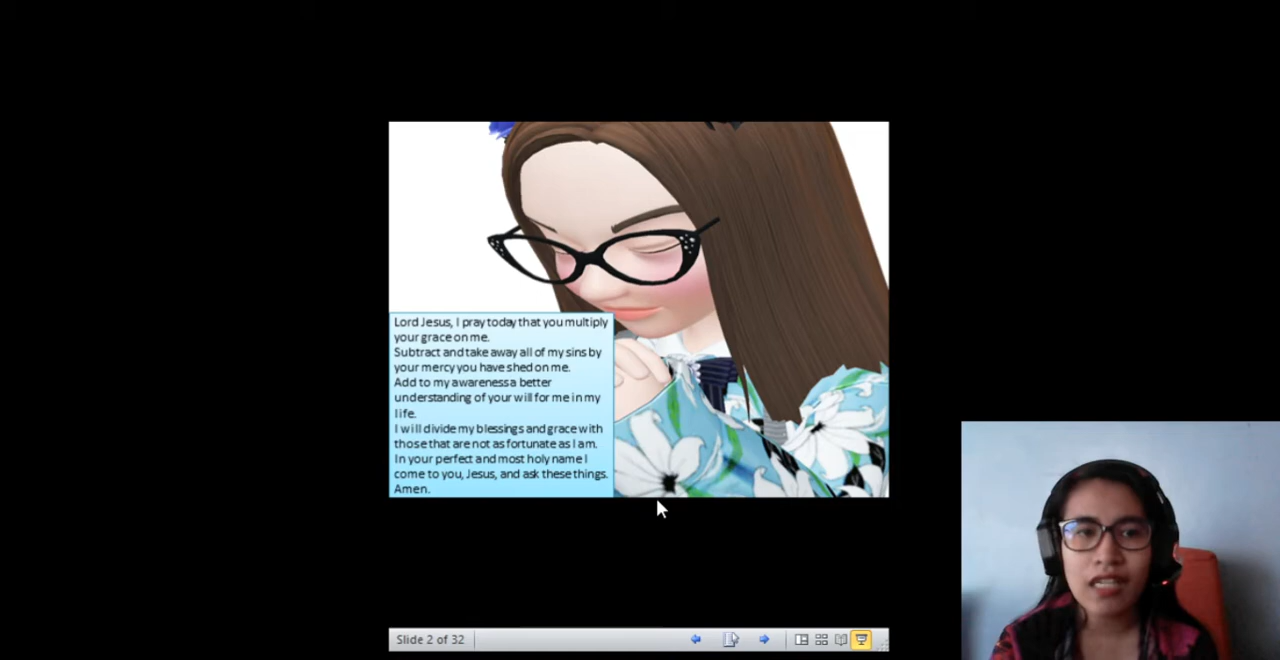 Lord Jesus, I pray today that you multiply
your grace on me.
Subtract and take away all of my sins by
your mercy you have shed on me.
Add to my awareness a better
understanding of your will for me in my
life.
I will divide my blessings and grace with
those that are not as fortunate as I am.
In your perfect and most holy name I
come to you, Jesus, and ask these things.
Amen.
Slide 2 of 32